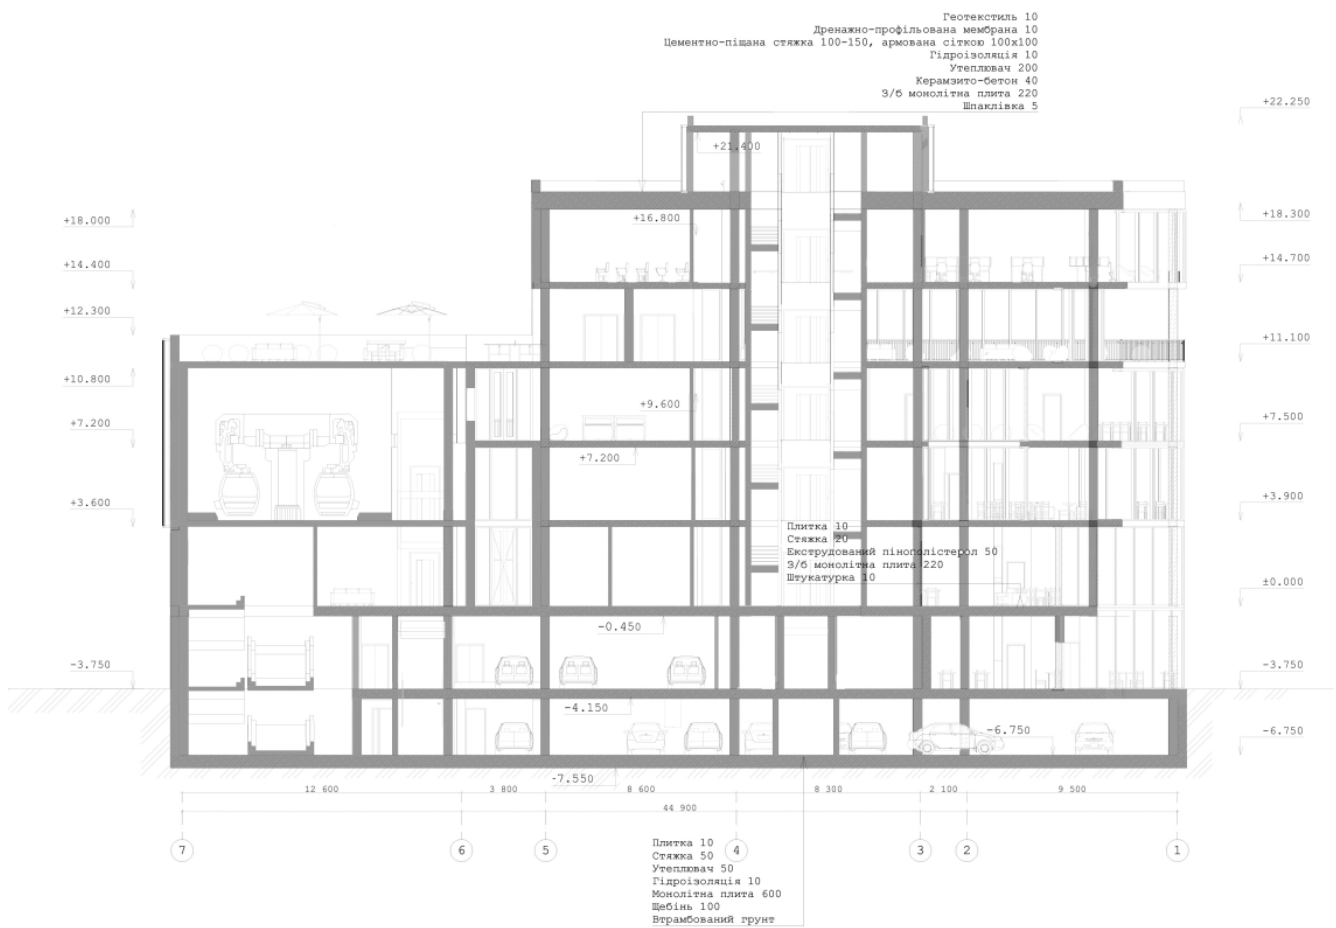 Геотекстиль 10
Дренажно-профільована мембрана 10
Цементно-піщана стяжка 100-150, армована сіткою 100x100
Гідроізоляція 10
Утеплювач 200
Керамзито-бетон 40
З/б монолітна плита 220
Шпаклівка 5
+22.250
+21.400
+18.000
+16.800
+18.300
+14.400
+14.700
+12.300
+11.100
+10.800
+9.600
+7.200
+7.500
+7.200
+3.600
+3.900
Плитка 10
Стяжка 20
Екструдований пінополістерол 50
З/б монолітна плита 220
Штукатурка 10
±0.000
-0.450
-3.750
-3.750
-4.150
-6.750
-6.750
-7.550
12 600
3 800
8 600
8 300
2 100
9 500
44 900
7
6
5
4
3
2
1
Плитка 10
Стяжка 50
Утеплювач 50
Гідроізоляція 10
Монолітна плита 600
Щебінь 100
Втрамбований грунт